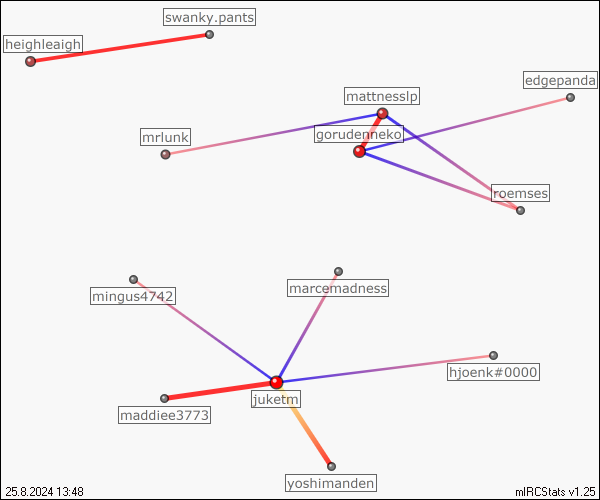 swanky.pants
heighleaigh
edgepanda
mattnesslp
gorudenneko
mrlunk
roemses
marcemadness
mingus4742
hjoenk#0000
juketm
maddiee3773
yoshimanden
25.8.2024 13:48
mIRCStats v1.25